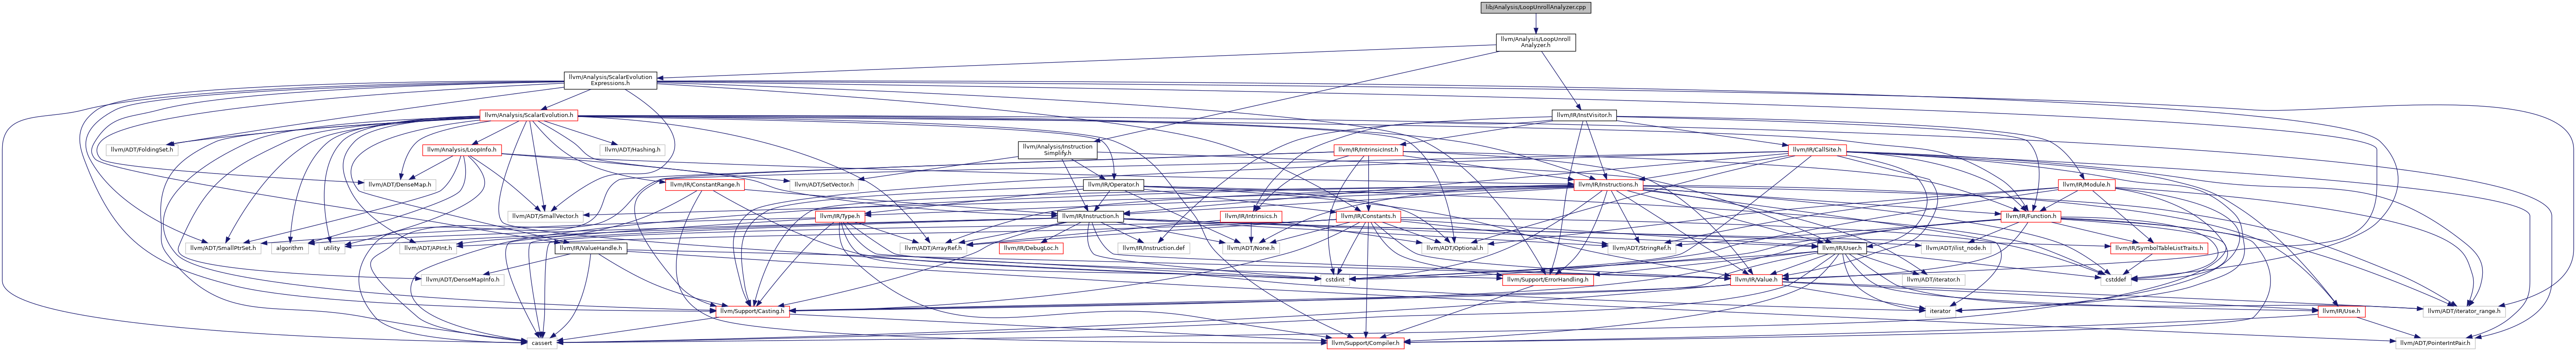 lib/Analysis/LoopUnrollAnalyzer.cpp
llvm/Analysis/LoopUnroll
Analyzer.h
llvm/Analysis/ScalarEvolution
Expressions.h
llvm/Analysis/ScalarEvolution.h
llvm/IR/InstVisitor.h
llvm/ADT/FoldingSet.h
llvm/Analysis/LoopInfo.h
llvm/ADT/Hashing.h
llvm/Analysis/Instruction
Simplify.h
llvm/IR/IntrinsicInst.h
llvm/IR/CallSite.h
llvm/ADT/DenseMap.h
llvm/IR/ConstantRange.h
llvm/ADT/SetVector.h
llvm/IR/Operator.h
llvm/IR/Instructions.h
llvm/IR/Module.h
llvm/ADT/SmallVector.h
llvm/IR/Type.h
llvm/IR/Instruction.h
llvm/IR/Intrinsics.h
llvm/IR/Constants.h
llvm/IR/Function.h
llvm/ADT/SmallPtrSet.h
algorithm
utility
llvm/ADT/APInt.h
llvm/IR/ValueHandle.h
llvm/ADT/ArrayRef.h
llvm/IR/DebugLoc.h
llvm/IR/Instruction.def
llvm/ADT/None.h
llvm/ADT/Optional.h
llvm/ADT/StringRef.h
llvm/IR/User.h
llvm/ADT/ilist_node.h
llvm/IR/SymbolTableListTraits.h
llvm/ADT/DenseMapInfo.h
cstdint
llvm/Support/ErrorHandling.h
llvm/IR/Value.h
llvm/ADT/iterator.h
cstddef
llvm/Support/Casting.h
iterator
llvm/IR/Use.h
llvm/ADT/iterator_range.h
cassert
llvm/Support/Compiler.h
llvm/ADT/PointerIntPair.h